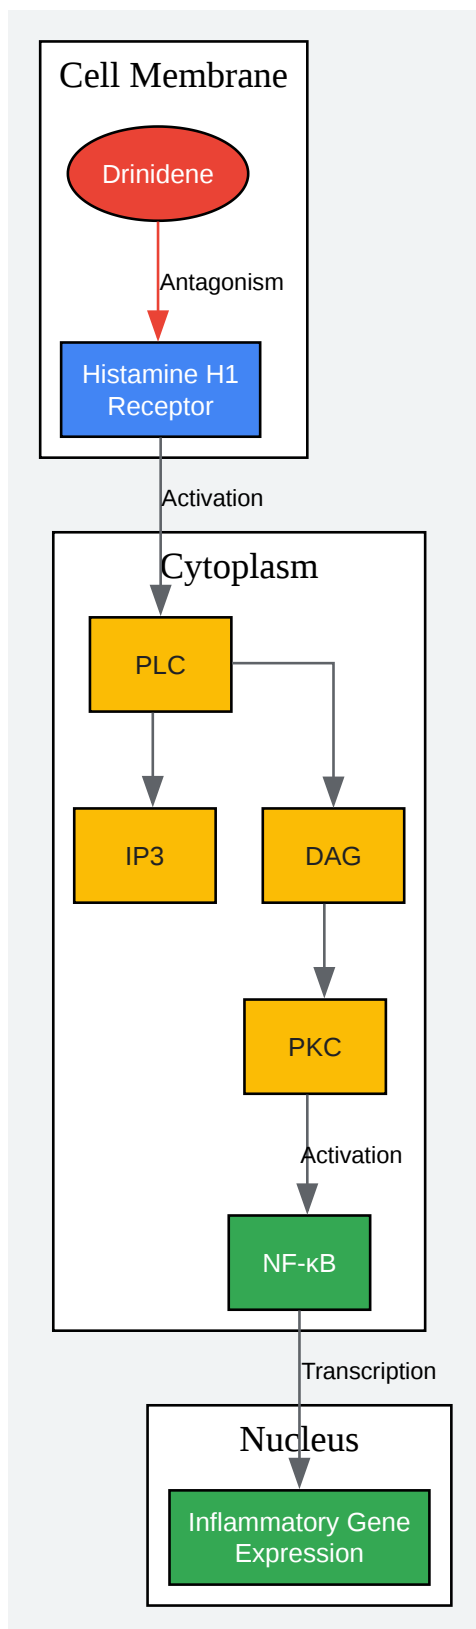 Cell Membrane
Drinidene
Antagonism
Histamine H1
Receptor
Activation
Cytoplasm
PLC
IP3
DAG
PKC
Activation
NF-κB
Transcription
Nucleus
Inflammatory Gene
Expression